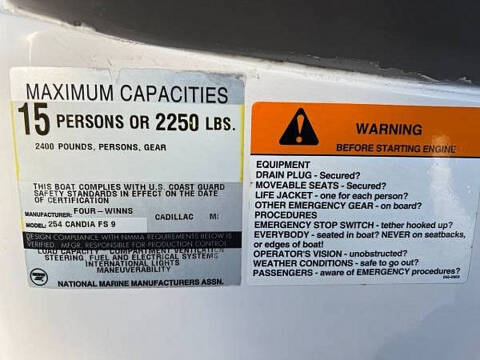 MAXIMUM CAPACITIES
15 PERSONS OR 2250 LBS.
2400 POUNDS, PERSONS, GEAR
THIS BOAT COMPLIES WITH U.S. COAST GUARD
SAFETY STANDARDS IN EFFECT ON THE DATE
OF CERTIFICATION
MANUFACTURER: FOUR-WINNS CADILLAC MI
MODEL: 254 CANDIA FS 9
DESIGN COMPLIANCE WITH NMMA REQUIREMENTS BELOW IS
VERIFIED. MFGR. RESPONSIBLE FOR PRODUCTION CONTROL
LOAD CAPACITY COMPARTMENT VENTILATION
STEERING, FUEL AND ELECTRICAL SYSTEMS
INTERNATIONAL LIGHTS
MANEUVERABILITY
NATIONAL MARINE MANUFACTURERS ASSN.
WARNING
BEFORE STARTING ENGINE
EQUIPMENT
DRAIN PLUG - Secured?
MOVEABLE SEATS - Secured?
LIFE JACKET - one for each person?
OTHER EMERGENCY GEAR - on board?
PROCEDURES
EMERGENCY STOP SWITCH - tether hooked up?
EVERYBODY - seated in boat? NEVER on seatbacks,
or edges of boat!
OPERATOR'S VISION - unobstructed?
WEATHER CONDITIONS - safe to go out?
PASSENGERS - aware of EMERGENCY procedures?